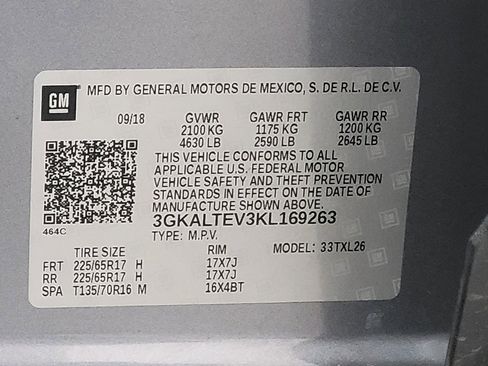 GM
MFD BY GENERAL MOTORS DE MEXICO, S. DE R.L. DE C.V.
09/18 GVWR GAWR FRT GAWR RR
2100 KG 1175 KG 1200 KG
4630 LB 2590 LB 2645 LB
THIS VEHICLE CONFORMS TO ALL
APPLICABLE U.S. FEDERAL MOTOR
VEHICLE SAFETY AND THEFT PREVENTION
STANDARDS IN EFFECT ON THE DATE OF
MANUFACTURE SHOWN ABOVE.
3GKALTEV3KL169263
464C
TYPE: M.P.V.
TIRE SIZE RIM MODEL: 33TXL26
FRT 225/65R17 H 17X7J
RR 225/65R17 H 17X7J
SPA T135/70R16 M 16X4BT